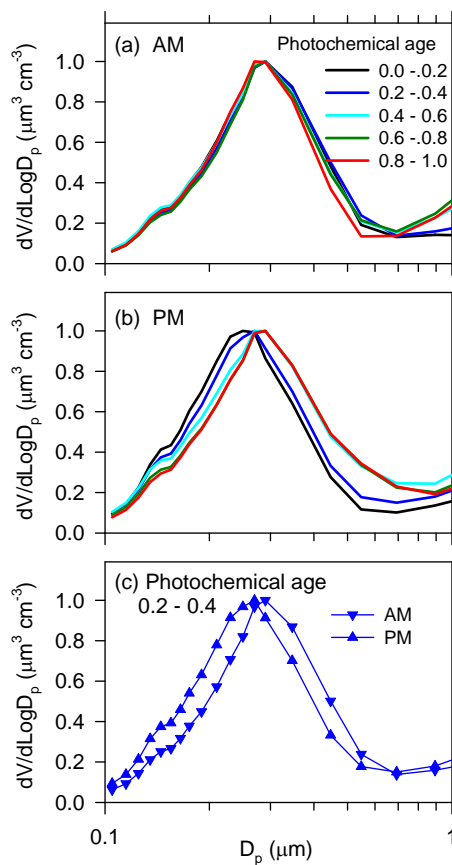 (a) AM
Photochemical age
0.0 -.0.2
0.2 -.0.4
0.4 - 0.6
0.6 -.0.8
0.8 - 1.0
dV/dLogDp (μm³ cm⁻³)
1.0
0.8
0.6
0.4
0.2
0.0
(b) PM
dV/dLogDp (μm³ cm⁻³)
1.0
0.8
0.6
0.4
0.2
0.0
(c) Photochemical age
0.2 - 0.4
AM
PM
dV/dLogDp (μm³ cm⁻³)
1.0
0.8
0.6
0.4
0.2
0.0
0.1
1
Dp (μm)